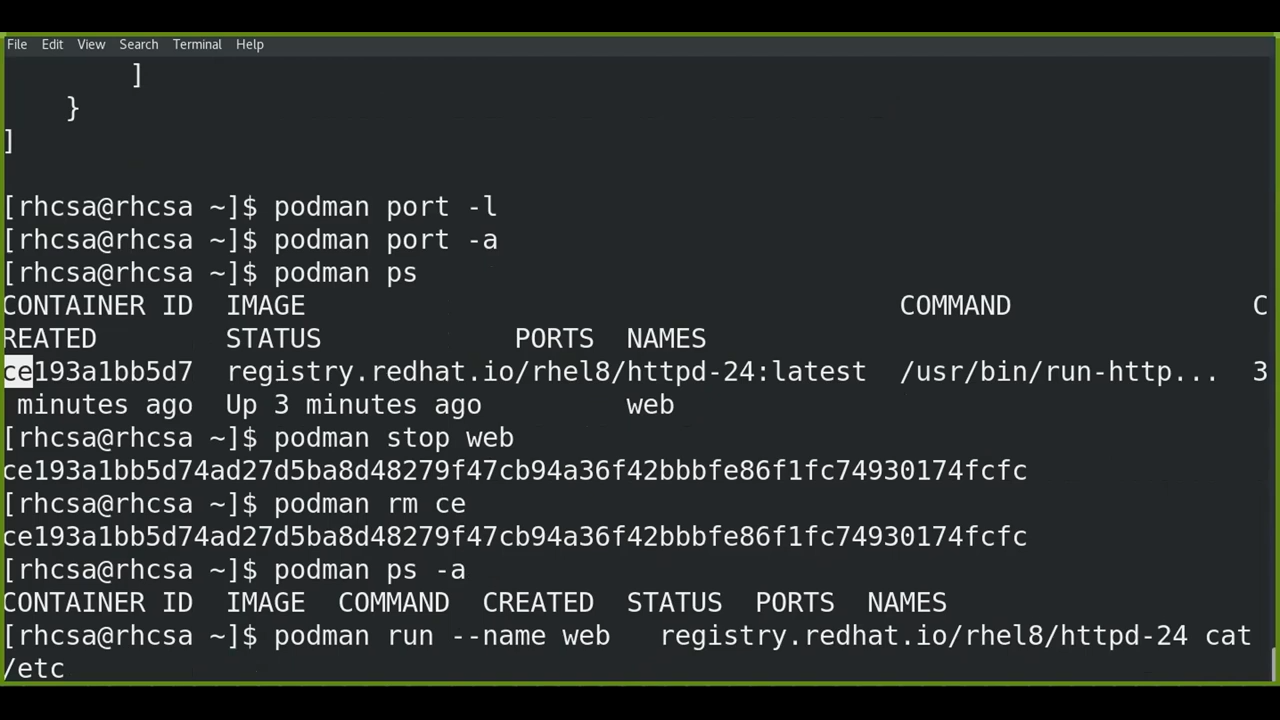 File Edit View Search Terminal Help
]
}
]
[rhcsa@rhcsa ~]$ podman port -l
[rhcsa@rhcsa ~]$ podman port -a
[rhcsa@rhcsa ~]$ podman ps
CONTAINER ID  IMAGE                                     COMMAND               C
REATED        STATUS            PORTS  NAMES
ce193a1bb5d7  registry.redhat.io/rhel8/httpd-24:latest  /usr/bin/run-http...  3
 minutes ago  Up 3 minutes ago         web
[rhcsa@rhcsa ~]$ podman stop web
ce193a1bb5d74ad27d5ba8d48279f47cb94a36f42bbbfe86f1fc74930174fcfc
[rhcsa@rhcsa ~]$ podman rm ce
ce193a1bb5d74ad27d5ba8d48279f47cb94a36f42bbbfe86f1fc74930174fcfc
[rhcsa@rhcsa ~]$ podman ps -a
CONTAINER ID  IMAGE  COMMAND  CREATED  STATUS  PORTS  NAMES
[rhcsa@rhcsa ~]$ podman run --name web   registry.redhat.io/rhel8/httpd-24 cat
/etc